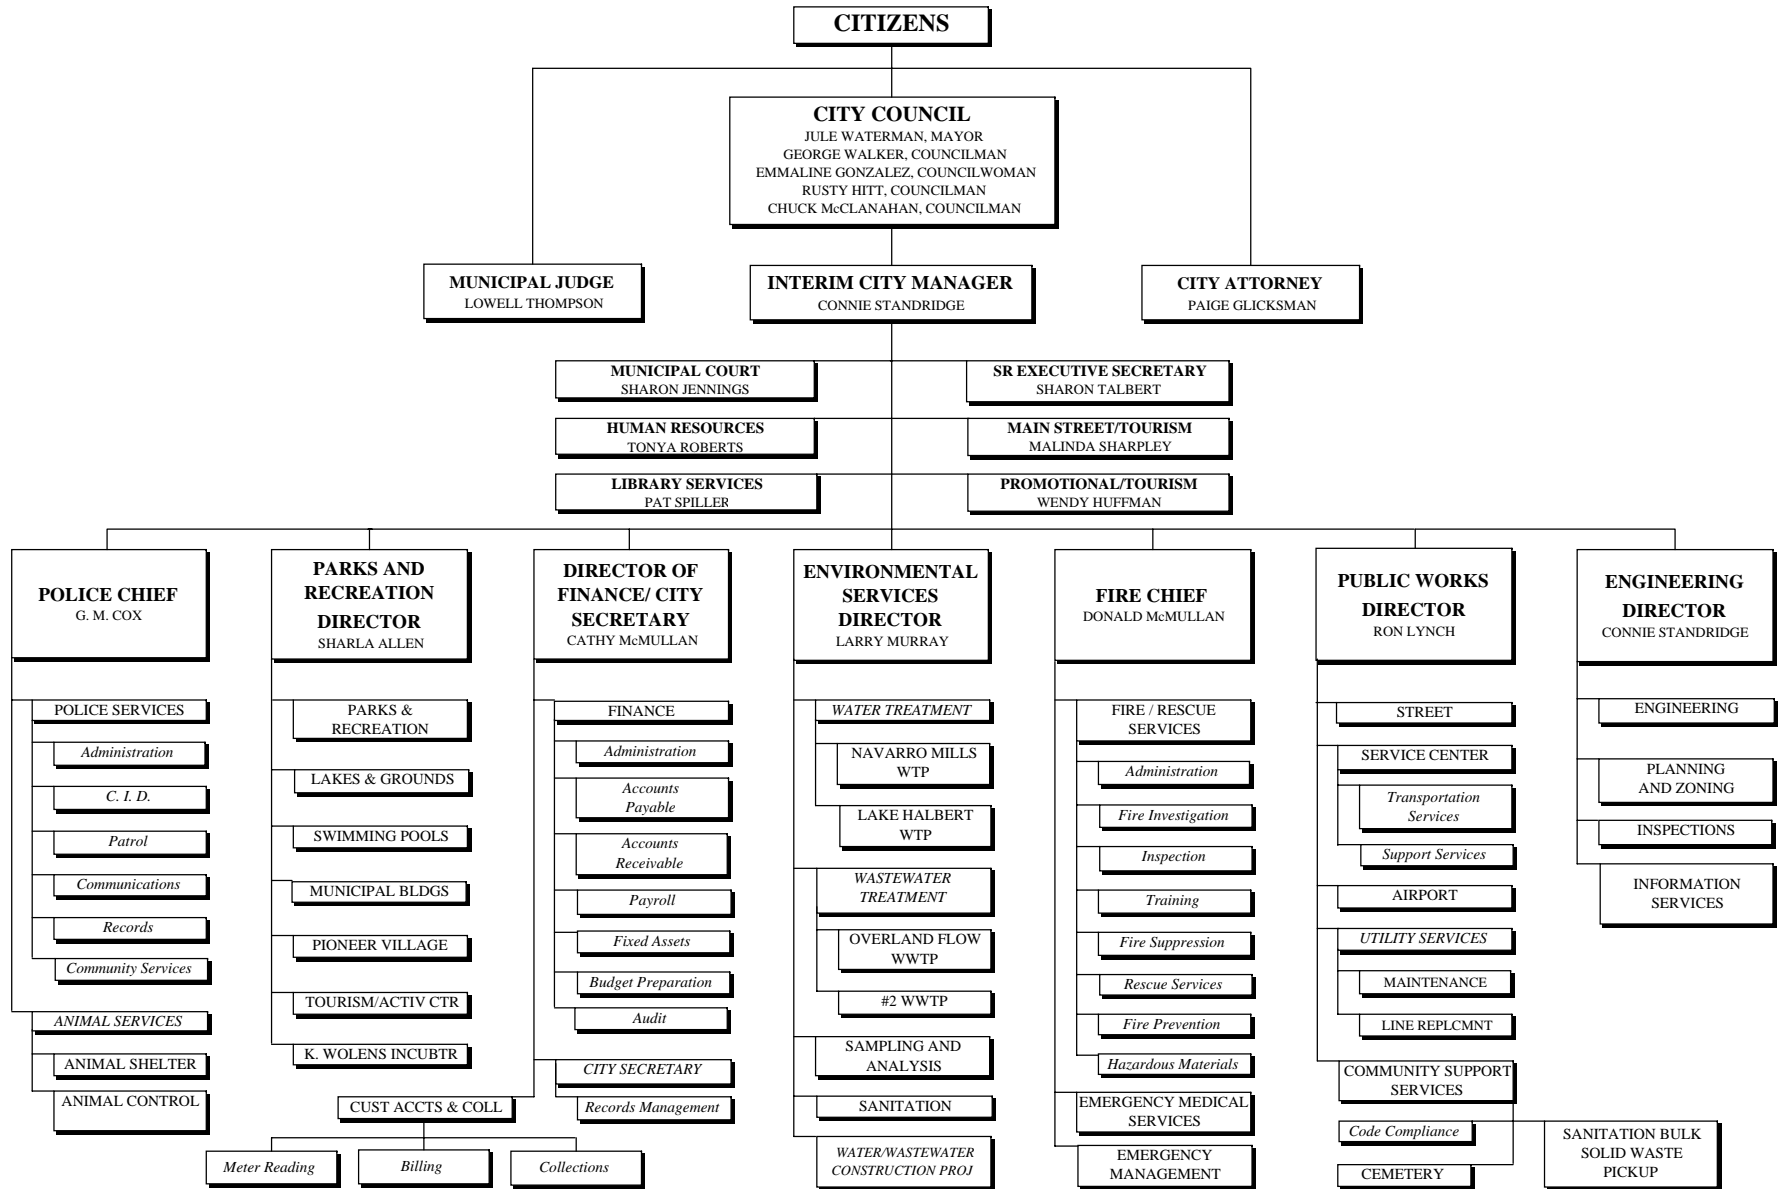 CITIZENS
CITY COUNCIL
JULE WATERMAN, MAYOR
GEORGE WALKER, COUNCILMAN
EMMALINE GONZALEZ, COUNCILWOMAN
RUSTY HITT, COUNCILMAN
CHUCK McCLANAHAN, COUNCILMAN
MUNICIPAL JUDGE
LOWELL THOMPSON
INTERIM CITY MANAGER
CONNIE STANDRIDGE
CITY ATTORNEY
PAIGE GLICKSMAN
MUNICIPAL COURT
SHARON JENNINGS
SR EXECUTIVE SECRETARY
SHARON TALBERT
HUMAN RESOURCES
TONYA ROBERTS
MAIN STREET/TOURISM
MALINDA SHARPLEY
LIBRARY SERVICES
PAT SPILLER
PROMOTIONAL/TOURISM
WENDY HUFFMAN
POLICE CHIEF
G. M. COX
POLICE SERVICES
Administration
C. I. D.
Patrol
Communications
Records
Community Services
ANIMAL SERVICES
ANIMAL SHELTER
ANIMAL CONTROL
PARKS AND
RECREATION
DIRECTOR
SHARLA ALLEN
PARKS &
RECREATION
LAKES & GROUNDS
SWIMMING POOLS
MUNICIPAL BLDGS
PIONEER VILLAGE
TOURISM/ACTIV CTR
K. WOLENS INCUBTR
DIRECTOR OF
FINANCE/ CITY
SECRETARY
CATHY McMULLAN
FINANCE
Administration
Accounts
Payable
Accounts
Receivable
Payroll
Fixed Assets
Budget Preparation
Audit
CITY SECRETARY
Records Management
CUST ACCTS & COLL
Meter Reading
Billing
Collections
ENVIRONMENTAL
SERVICES
DIRECTOR
LARRY MURRAY
WATER TREATMENT
NAVARRO MILLS
WTP
LAKE HALBERT
WTP
WASTEWATER
TREATMENT
OVERLAND FLOW
WWTP
#2 WWTP
SAMPLING AND
ANALYSIS
SANITATION
WATER/WASTEWATER
CONSTRUCTION PROJ
FIRE CHIEF
DONALD McMULLAN
FIRE / RESCUE
SERVICES
Administration
Fire Investigation
Inspection
Training
Fire Suppression
Rescue Services
Fire Prevention
Hazardous Materials
EMERGENCY MEDICAL
SERVICES
EMERGENCY
MANAGEMENT
PUBLIC WORKS
DIRECTOR
RON LYNCH
STREET
SERVICE CENTER
Transportation
Services
Support Services
AIRPORT
UTILITY SERVICES
MAINTENANCE
LINE REPLCMNT
COMMUNITY SUPPORT
SERVICES
Code Compliance
CEMETERY
SANITATION BULK
SOLID WASTE
PICKUP
ENGINEERING
DIRECTOR
CONNIE STANDRIDGE
ENGINEERING
PLANNING
AND ZONING
INSPECTIONS
INFORMATION
SERVICES